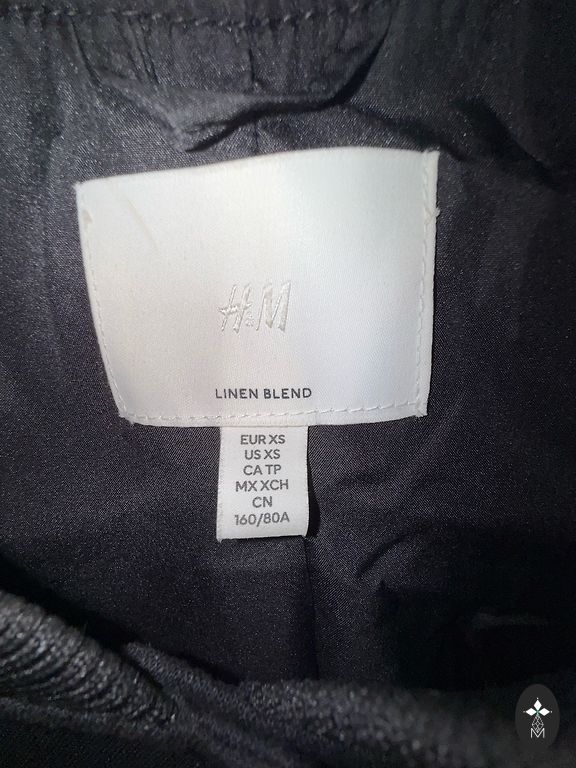 H&M
LINEN BLEND
EUR XS
US XS
CA TP
MX XCH
CN
160/80A
M